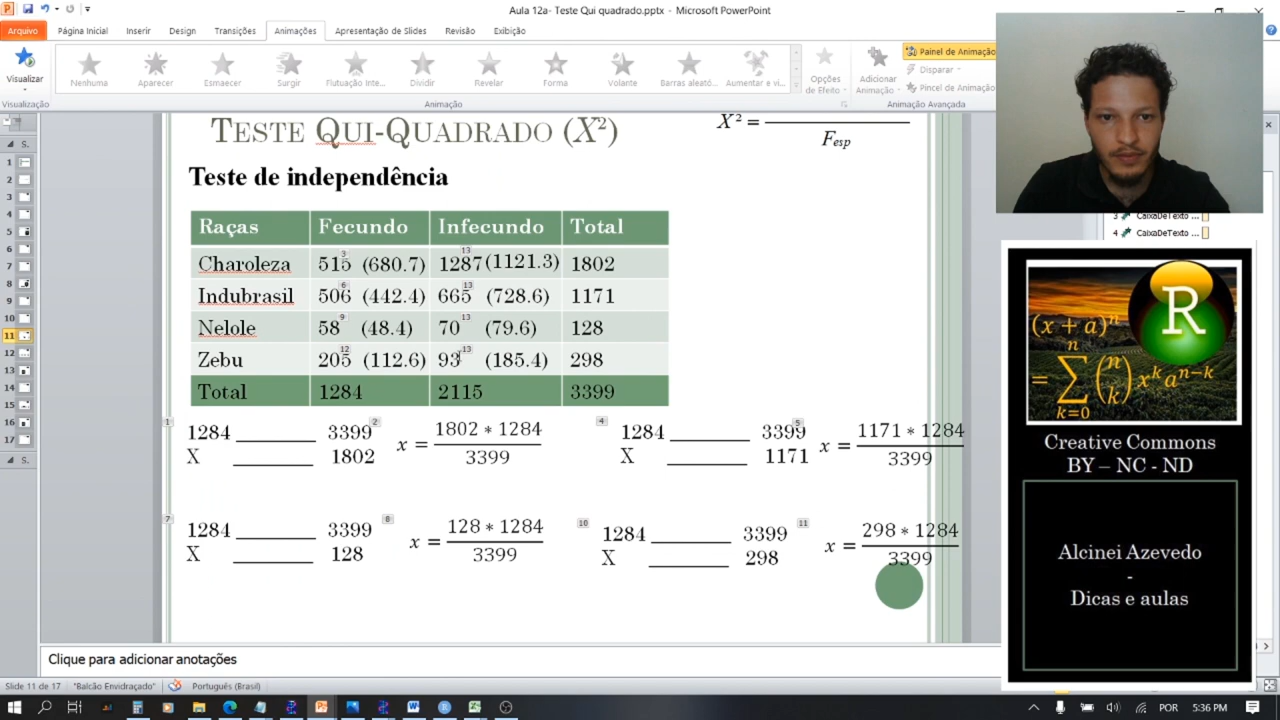 Aula 12a- Teste Qui quadrado.pptx - Microsoft PowerPoint
Arquivo Página Inicial Inserir Design Transições Animações Apresentação de Slides Revisão Exibição
Visualizar Nenhuma Aparecer Esmaecer Surgir Flutuação Inte... Dividir Revelar Forma Volante Barras aleató... Aumentar e vi... Opções de Efeito Adicionar Animação Painel de Animação
Disparar
Pincel de Animação
Visualização Animação Animação Avançada
TESTE QUI-QUADRADO (X²)
X² = F_esp
Teste de independência
Raças Fecundo Infecundo Total
Charoleza 515 (680.7) 1287 (1121.3) 1802
Indubrasil 506 (442.4) 665 (728.6) 1171
Nelole 58 (48.4) 70 (79.6) 128
Zebu 205 (112.6) 93 (185.4) 298
Total 1284 2115 3399
1284 ______ 3399 x = 1802 * 1284 / 3399
X ______ 1802
1284 ______ 3399 x = 1171 * 1284 / 3399
X ______ 1171
1284 ______ 3399 x = 128 * 1284 / 3399
X ______ 128
1284 ______ 3399 x = 298 * 1284 / 3399
X ______ 298
3 CaixaDeTexto ...
4 CaixaDeTexto ...
R
(x + a)^n
= ∑ n k=0 (n k) x^k a^{n−k}
Creative Commons
BY – NC - ND
Alcinei Azevedo
-
Dicas e aulas
Clique para adicionar anotações
Slide 11 de 17 "Balcão Envidraçado" Português (Brasil)
POR 5:36 PM